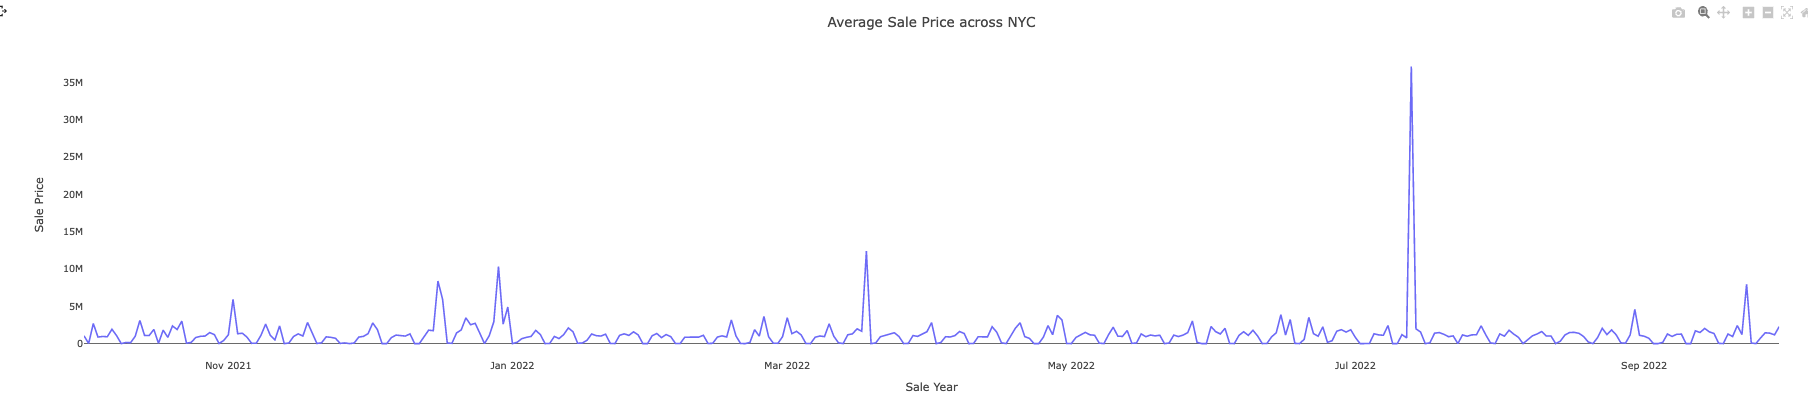 Average Sale Price across NYC
35M
30M
25M
20M
15M
10M
5M
0
Sale Price
Nov 2021 Jan 2022 Mar 2022 May 2022 Jul 2022 Sep 2022
Sale Year